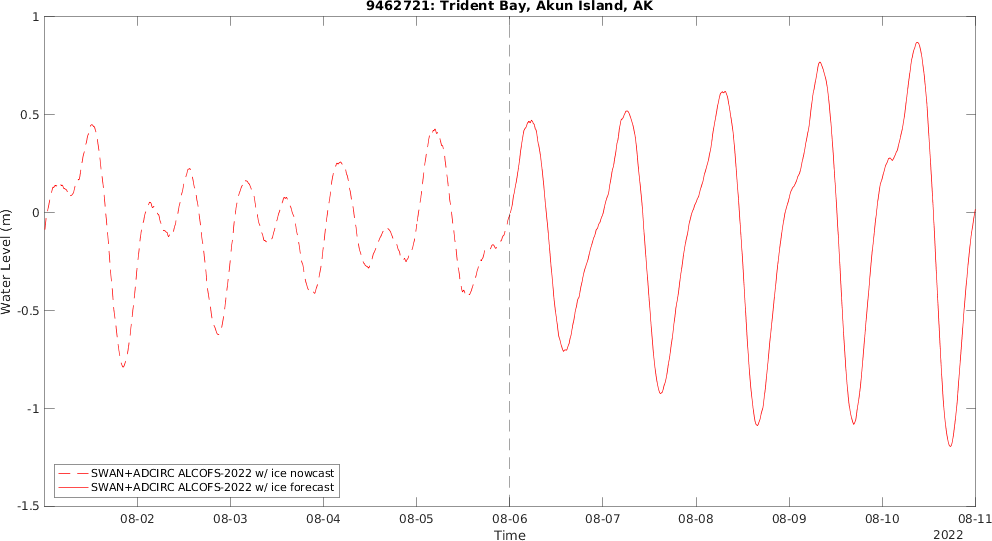 9462721: Trident Bay, Akun Island, AK
1
0.5
0
-0.5
-1
-1.5
Water Level (m)
SWAN+ADCIRC ALCOFS-2022 w/ ice nowcast
SWAN+ADCIRC ALCOFS-2022 w/ ice forecast
08-02 08-03 08-04 08-05 08-06 08-07 08-08 08-09 08-10 08-11
Time
2022